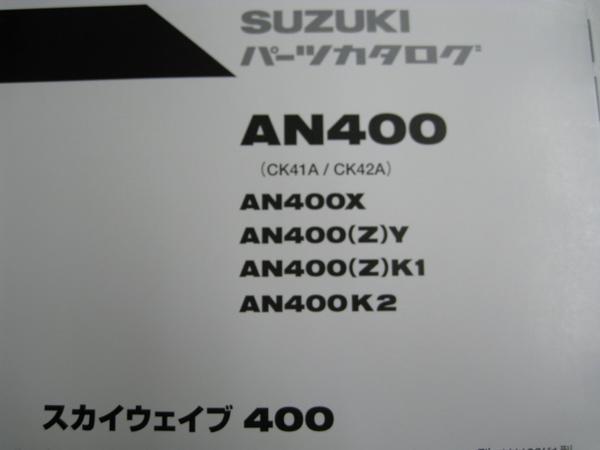 SUZUKI
パーツカタログ
AN400
(CK41A / CK42A)
AN400X
AN400(Z)Y
AN400(Z)K1
AN400K2
スカイウェイブ 400